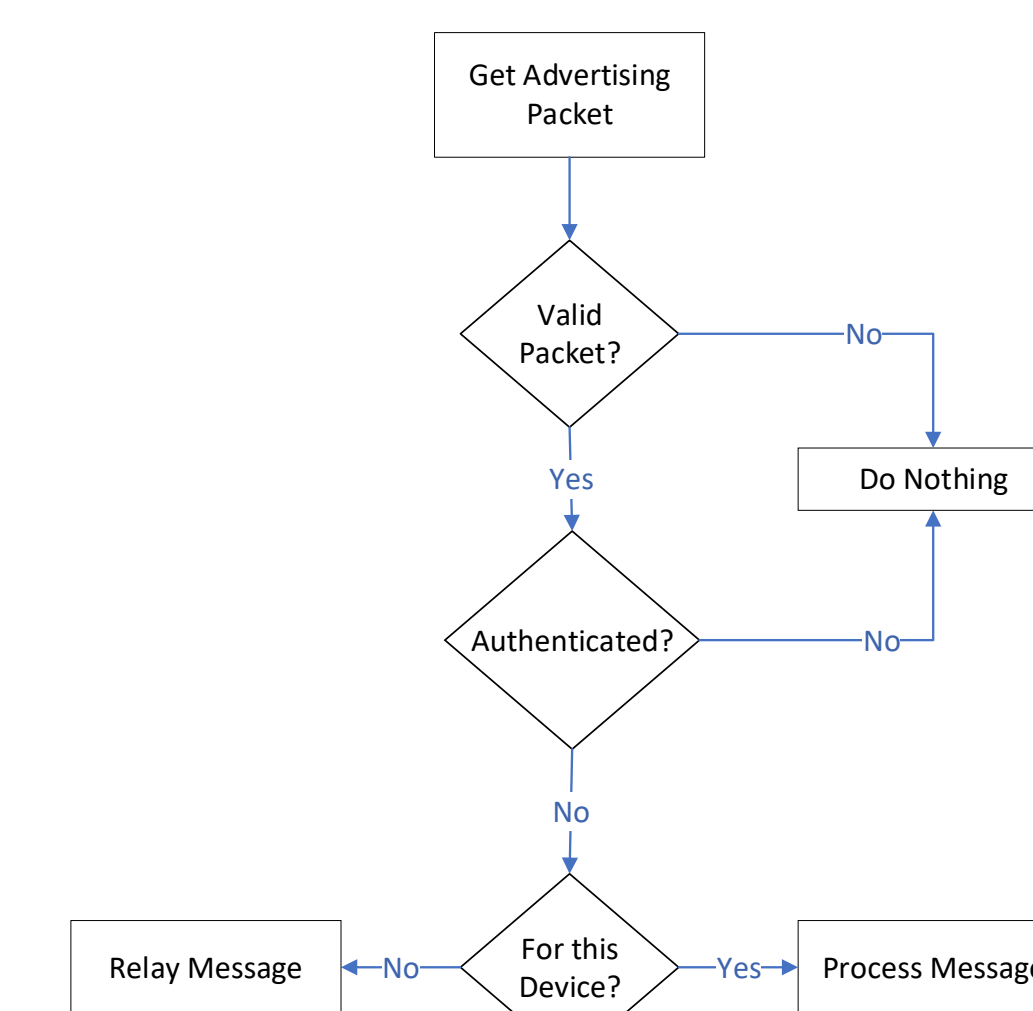 Get Advertising
Packet
Valid
Packet?
No
Yes
Do Nothing
Authenticated?
No
No
For this
Device?
Relay Message
No
Yes
Process Message